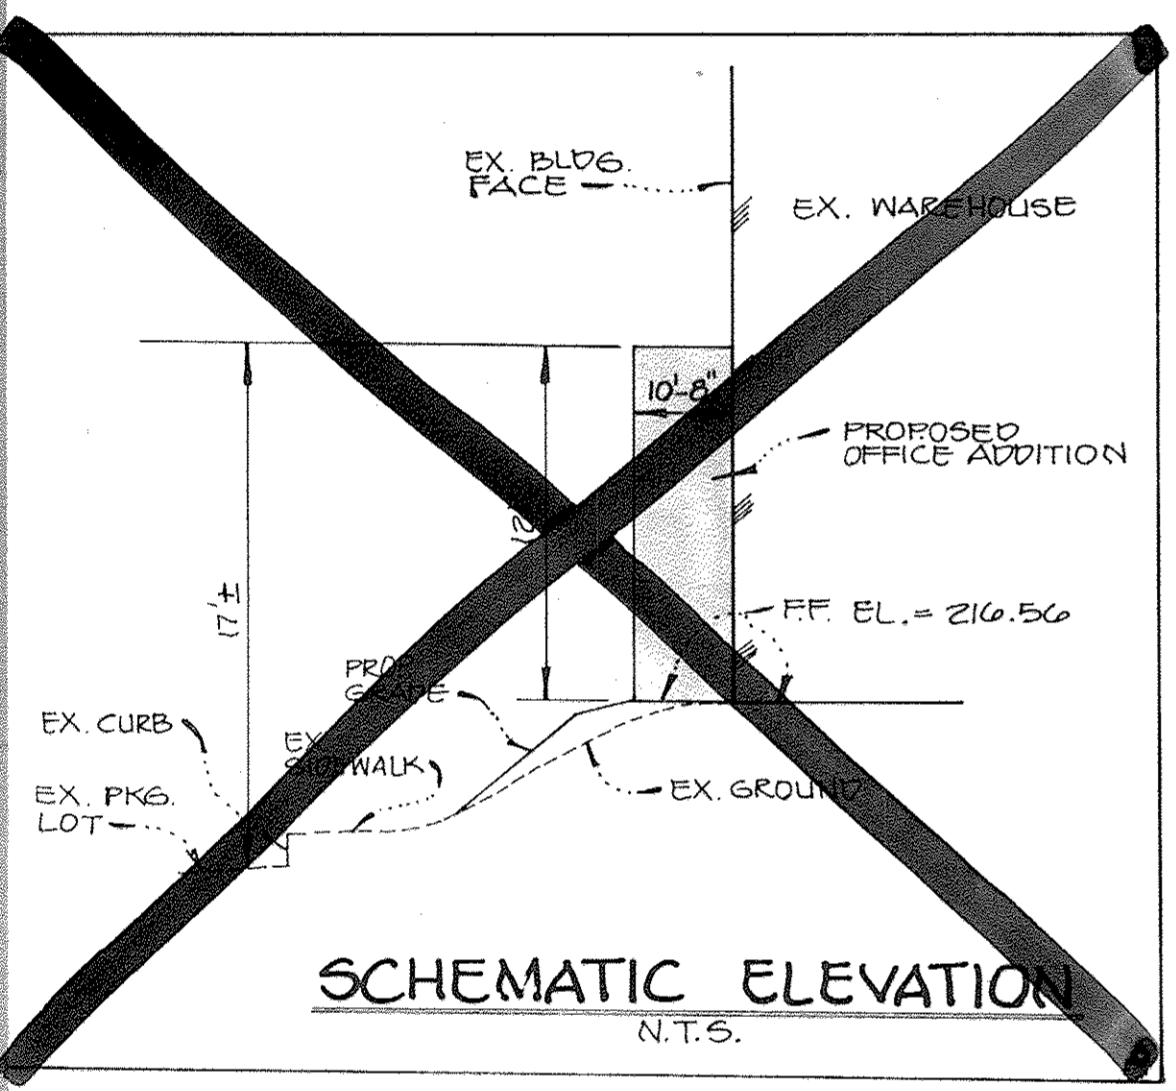 EX. BLDG.
FACE
EX. WAREHOUSE
10'-8"
PROPOSED
OFFICE ADDITION
17'±
F.F. EL. = 216.56
PROP.
GRADE
EX. CURB
EX.
SIDEWALK
EX. PKG.
LOT
EX. GROUND
SCHEMATIC ELEVATION
N.T.S.